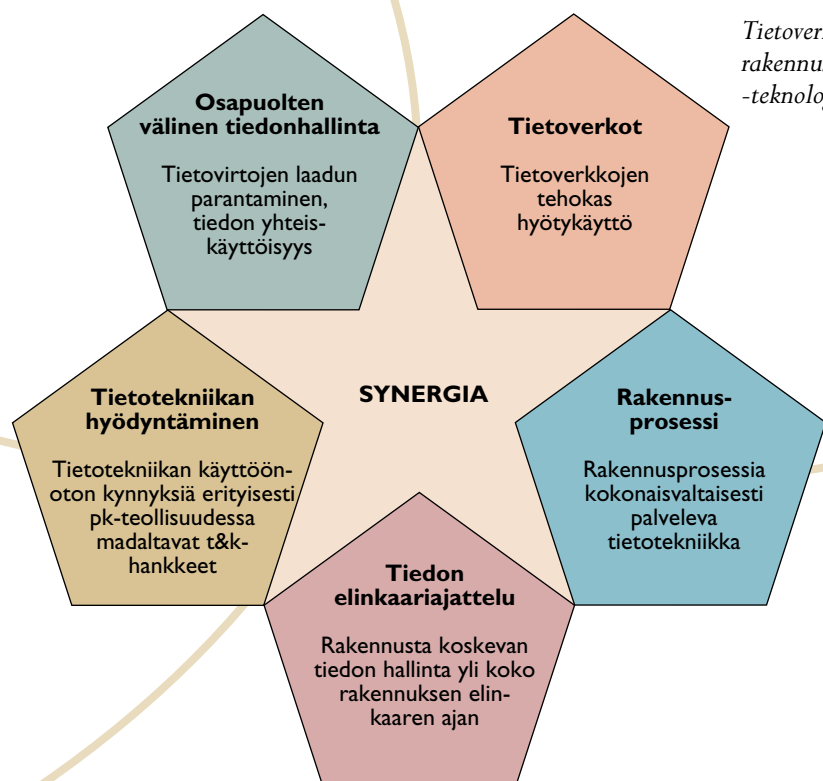 Osapuolten
välinen tiedonhallinta
Tietovirtojen laadun
parantaminen,
tiedon yhteis-
käyttöisyys
Tietoverkot
Tietoverkkojen
tehokas
hyötykäyttö
SYNERGIA
Tietotekniikan
hyödyntäminen
Tietotekniikan käyttöön-
oton kynnyksiä erityisesti
pk-teollisuudessa
madaltavat t&k-
hankkeet
Rakennus-
prosessi
Rakennusprosessia
kokonaisvaltaisesti
palveleva
tietotekniikka
Tiedon
elinkaariajattelu
Rakennusta koskevan
tiedon hallinta yli koko
rakennuksen elin-
kaaren ajan